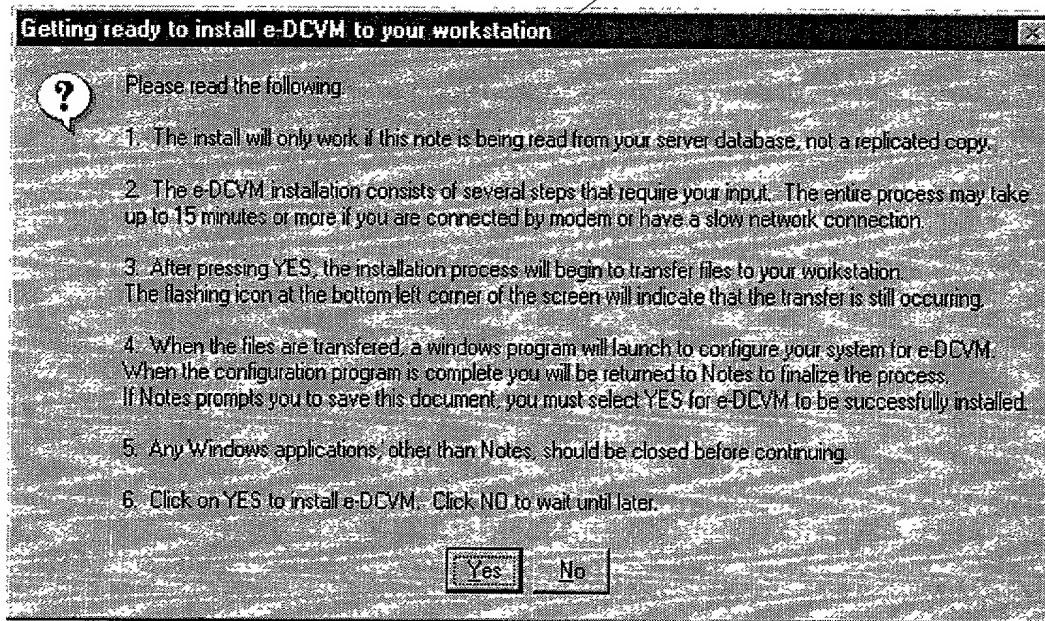 Getting ready to install e-DCVM to your workstation
Please read the following.
1. The install will only work if this note is being read from your server database, not a replicated copy.
2. The e-DCVM installation consists of several steps that require your input. The entire process may take
up to 15 minutes or more if you are connected by modem or have a slow network connection.
3. After pressing YES, the installation process will begin to transfer files to your workstation.
The flashing icon at the bottom left corner of the screen will indicate that the transfer is still occurring.
4. When the files are transfered, a windows program will launch to configure your system for e-DCVM.
When the configuration program is complete you will be returned to Notes to finalize the process.
If Notes prompts you to save this document, you must select YES for e-DCVM to be successfully installed.
5. Any Windows applications, other than Notes, should be closed before continuing.
6. Click on YES to install e-DCVM. Click NO to wait until later.
Yes No